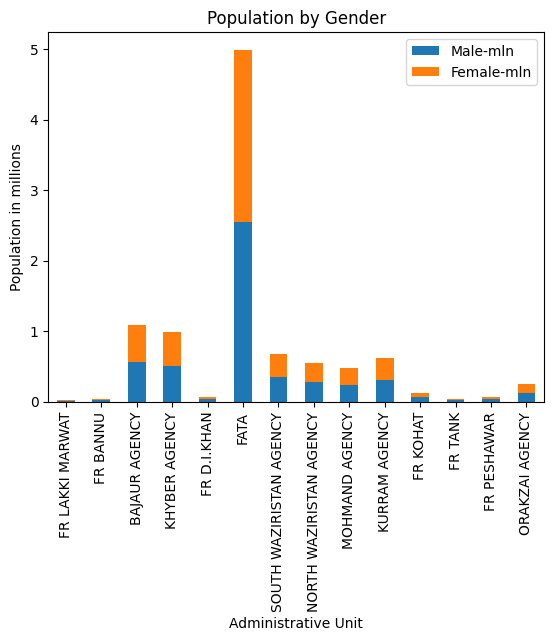 Population by Gender
Male-mln
Female-mln
Population in millions
5
4
3
2
1
0
FR LAKKI MARWAT
FR BANNU
BAJAUR AGENCY
KHYBER AGENCY
FR D.I.KHAN
FATA
SOUTH WAZIRISTAN AGENCY
NORTH WAZIRISTAN AGENCY
MOHMAND AGENCY
KURRAM AGENCY
FR KOHAT
FR TANK
FR PESHAWAR
ORAKZAI AGENCY
Administrative Unit